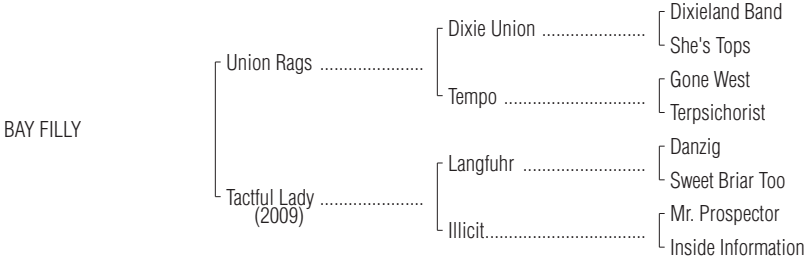 Dixieland Band
Dixie Union ......................
She's Tops
Union Rags ......................
Gone West
Tempo ..............................
Terpsichorist
BAY FILLY
Danzig
Langfuhr ..........................
Sweet Briar Too
Tactful Lady ......................
(2009)
Mr. Prospector
Illicit..................................
Inside Information